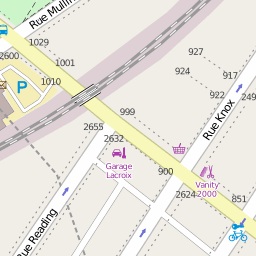 Rue Mullin
1029
2600
1001
1010
P
999
927
924
917
922
249
Rue Knox
2655
2632
Garage
Lacroix
900
Vanity
2000
2624
851
Rue Reading